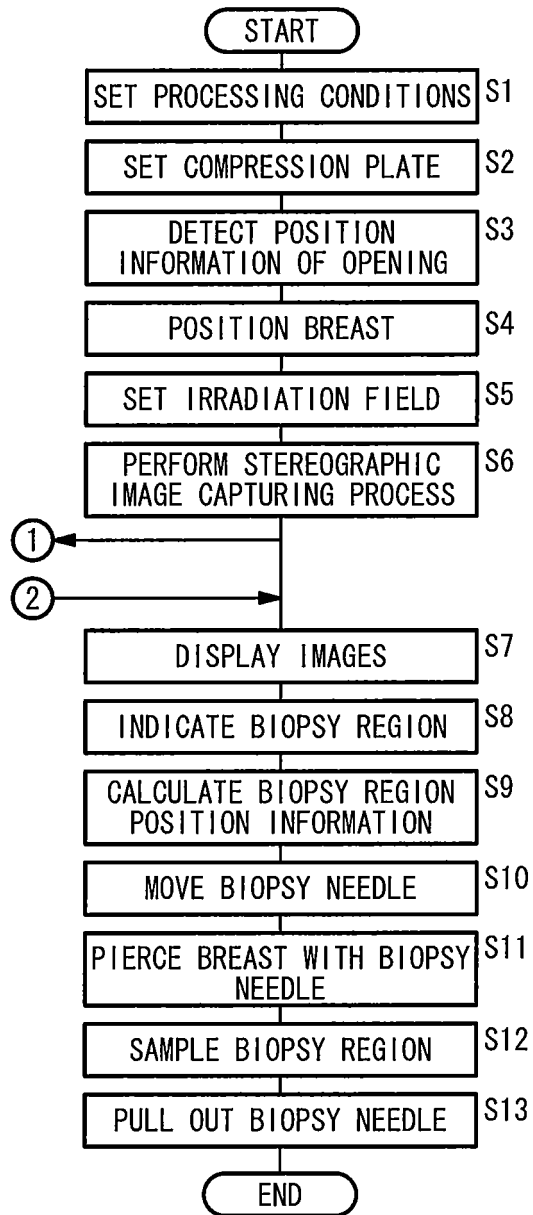 START
SET PROCESSING CONDITIONS S1
SET COMPRESSION PLATE S2
DETECT POSITION S3
INFORMATION OF OPENING
POSITION BREAST S4
SET IRRADIATION FIELD S5
PERFORM STEREOGRAPHIC S6
IMAGE CAPTURING PROCESS
1
2
DISPLAY IMAGES S7
INDICATE BIOPSY REGION S8
CALCULATE BIOPSY REGION S9
POSITION INFORMATION
MOVE BIOPSY NEEDLE S10
PIERCE BREAST WITH BIOPSY S11
NEEDLE
SAMPLE BIOPSY REGION S12
PULL OUT BIOPSY NEEDLE S13
END